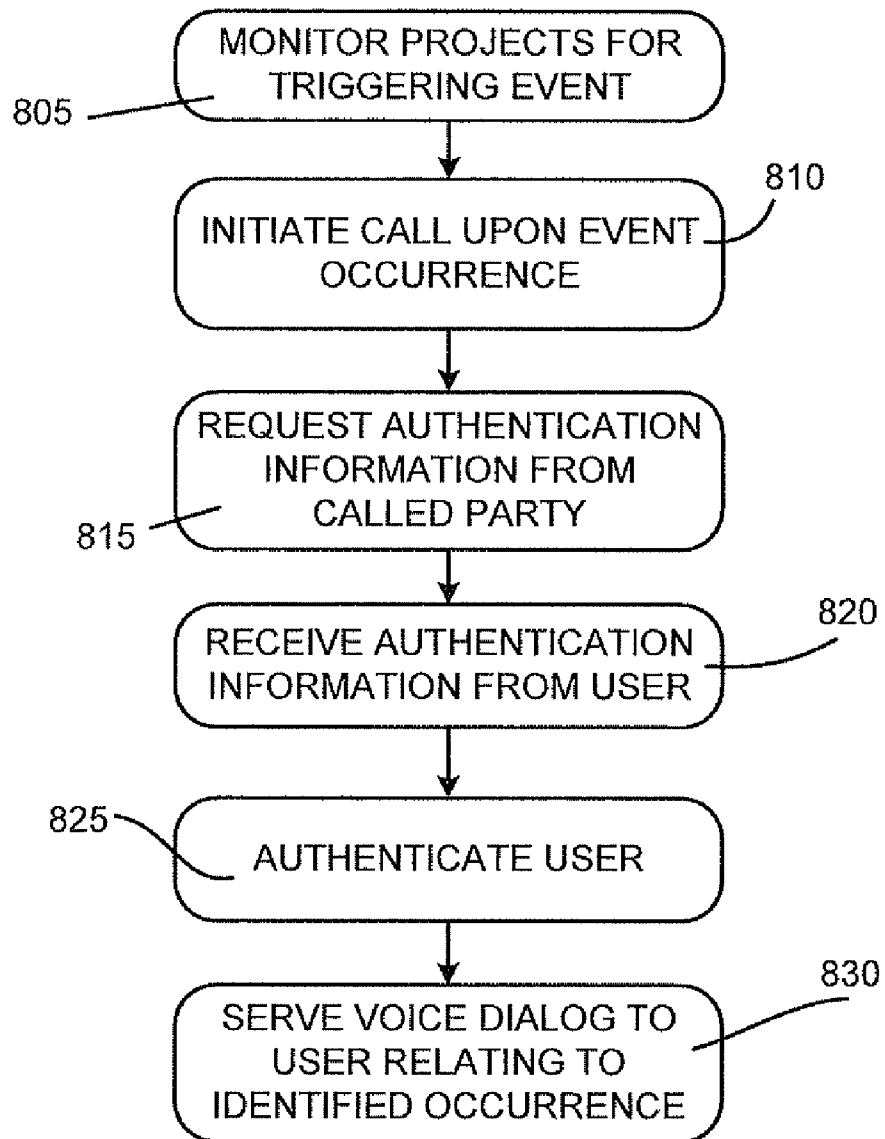 MONITOR PROJECTS FOR
TRIGGERING EVENT
805
810
INITIATE CALL UPON EVENT
OCCURRENCE
REQUEST AUTHENTICATION
INFORMATION FROM
CALLED PARTY
815
820
RECEIVE AUTHENTICATION
INFORMATION FROM USER
825
AUTHENTICATE USER
830
SERVE VOICE DIALOG TO
USER RELATING TO
IDENTIFIED OCCURRENCE